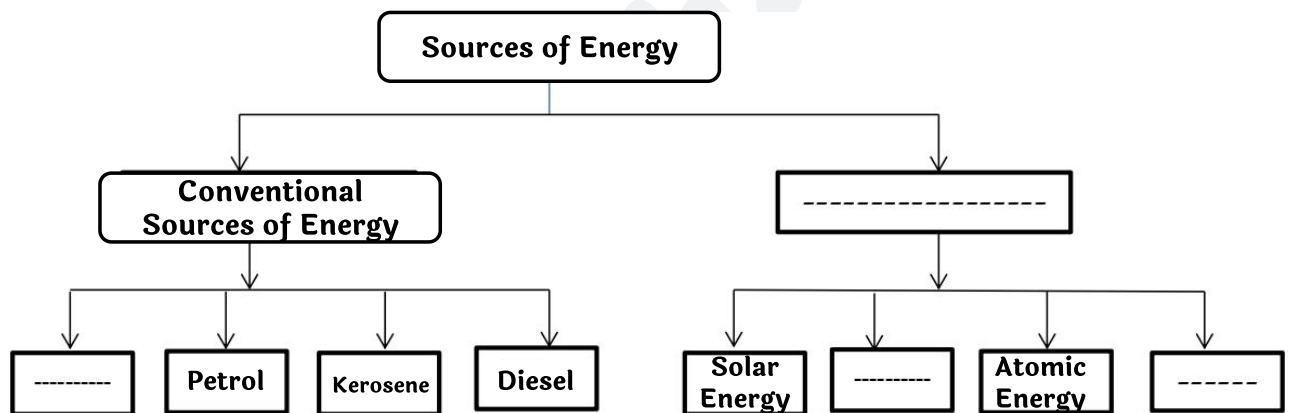 Sources of Energy
Conventional
Sources of Energy
-------------------
----------
Petrol
Kerosene
Diesel
Solar
Energy
----------
Atomic
Energy
------